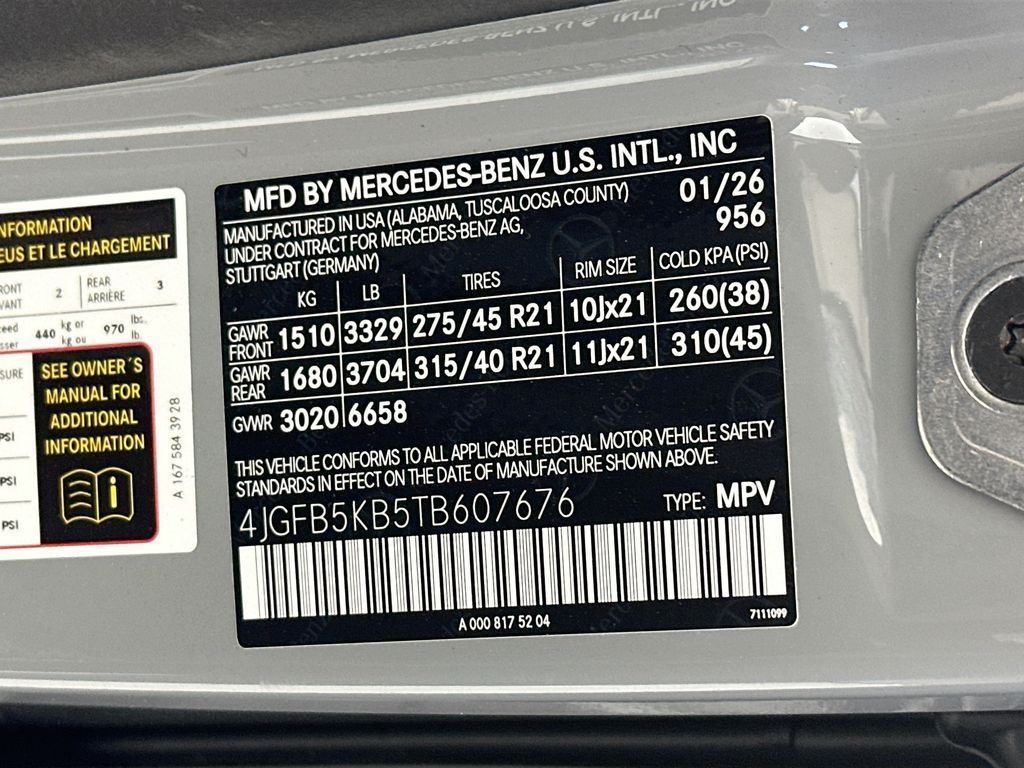 MFD BY MERCEDES-BENZ U.S. INTL., INC
MANUFACTURED IN USA (ALABAMA, TUSCALOOSA COUNTY) 01/26
UNDER CONTRACT FOR MERCEDES-BENZ AG, 956
STUTTGART (GERMANY)
KG LB TIRES RIM SIZE COLD KPA (PSI)
GAWR FRONT 1510 3329 275/45 R21 10Jx21 260(38)
GAWR REAR 1680 3704 315/40 R21 11Jx21 310(45)
GVWR 3020 6658
THIS VEHICLE CONFORMS TO ALL APPLICABLE FEDERAL MOTOR VEHICLE SAFETY
STANDARDS IN EFFECT ON THE DATE OF MANUFACTURE SHOWN ABOVE.
4JGFB5KB5TB607676 TYPE: MPV
A 000 817 52 04
7111099
INFORMATION
ET LE CHARGEMENT
2 REAR 3
ARRIÈRE
440 kg or 970 lbs.
kg ou lb.
SEE OWNER´S
MANUAL FOR
ADDITIONAL
INFORMATION
PSI
PSI
PSI
A 167 584 39 28